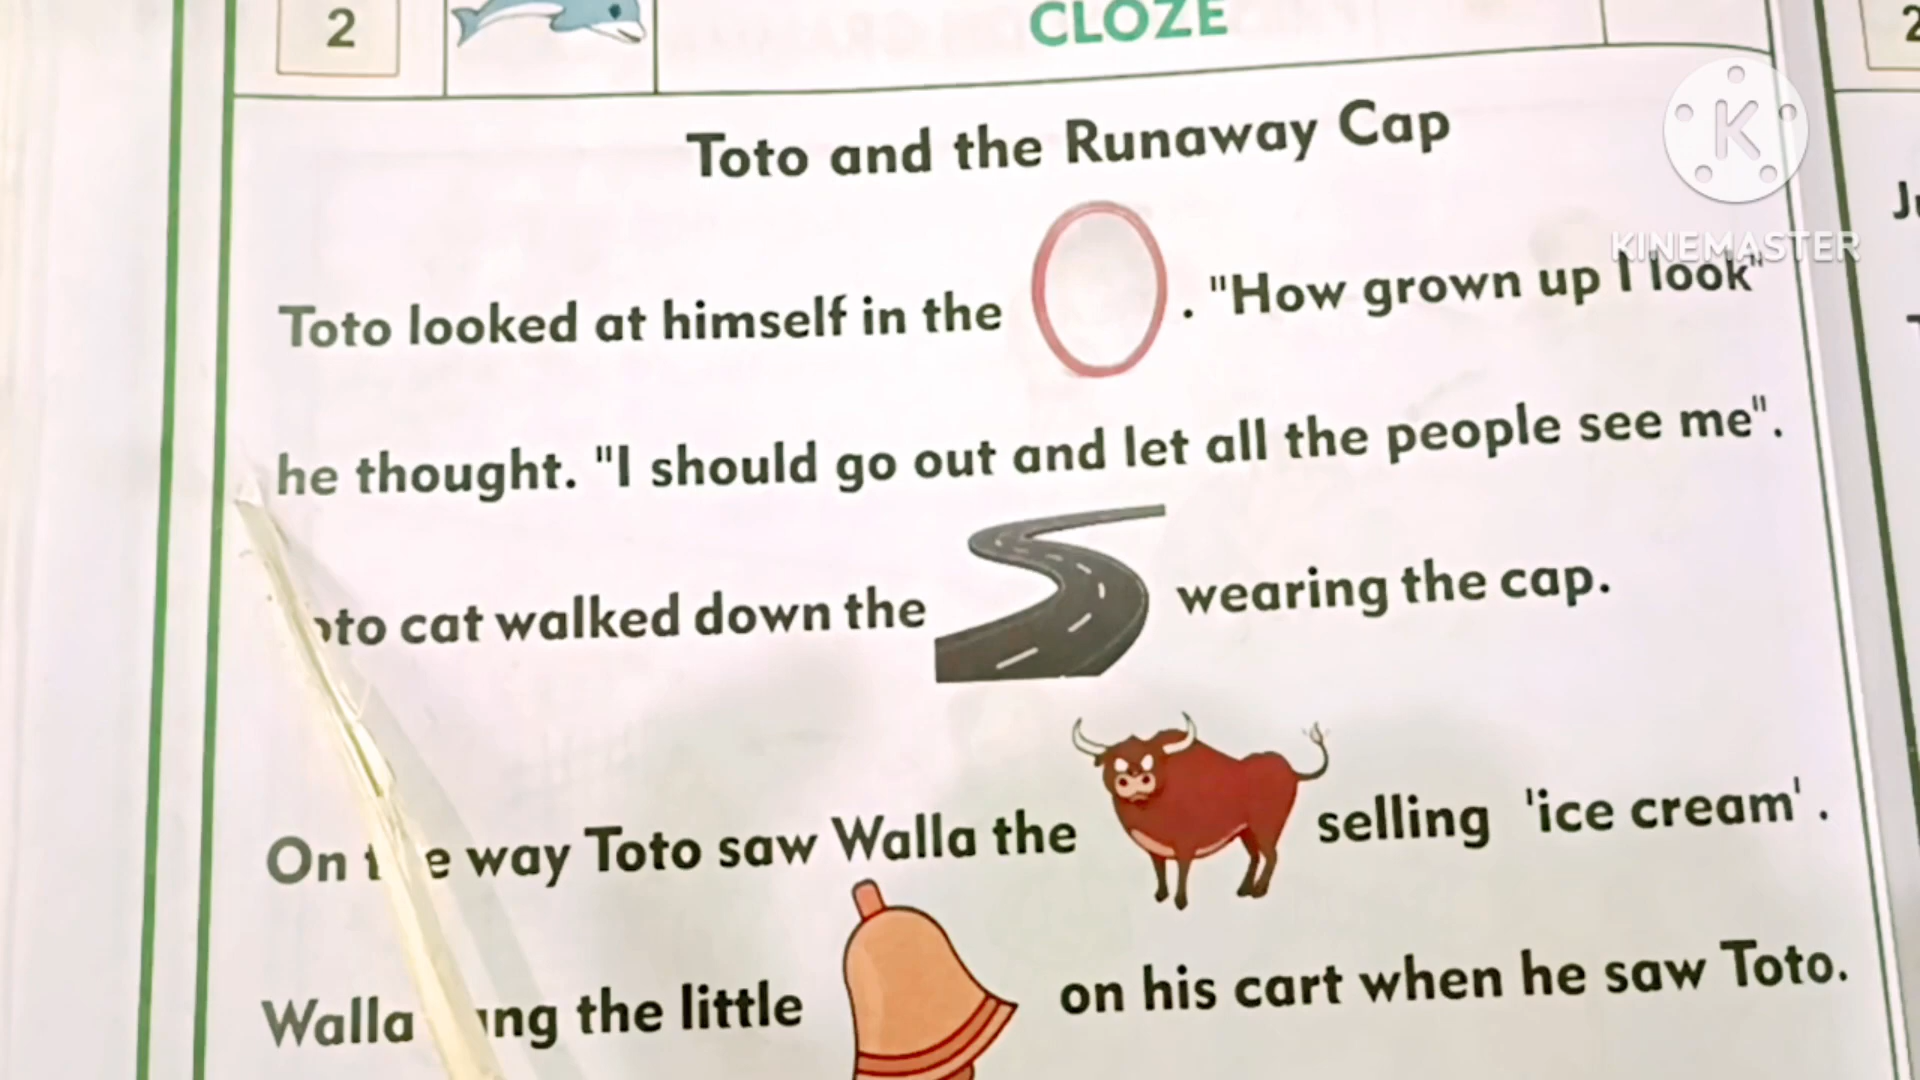 2
CLOZE
Toto and the Runaway Cap
KINEMASTER
Toto looked at himself in the . "How grown up I look"
he thought. "I should go out and let all the people see me".
oto cat walked down the wearing the cap.
On t e way Toto saw Walla the selling 'ice cream'.
Walla ng the little on his cart when he saw Toto.